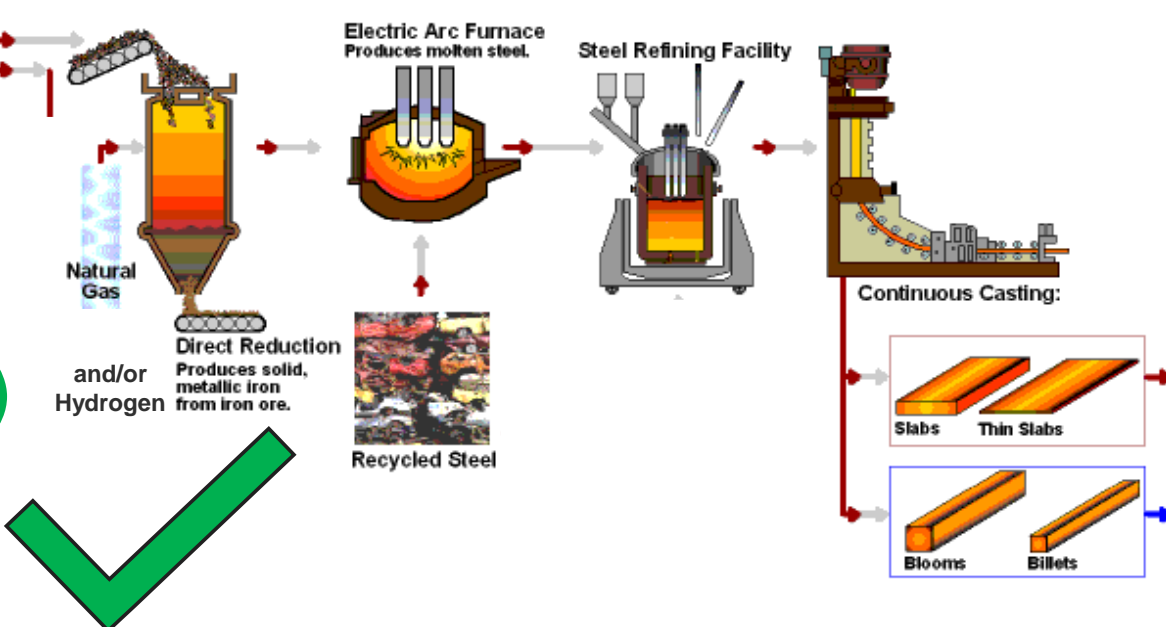 Electric Arc Furnace
Produces molten steel.
Steel Refining Facility
Natural
Gas
and/or
Hydrogen
Direct Reduction
Produces solid,
metallic iron
from iron ore.
Recycled Steel
Continuous Casting:
Slabs
Thin Slabs
Blooms
Billets